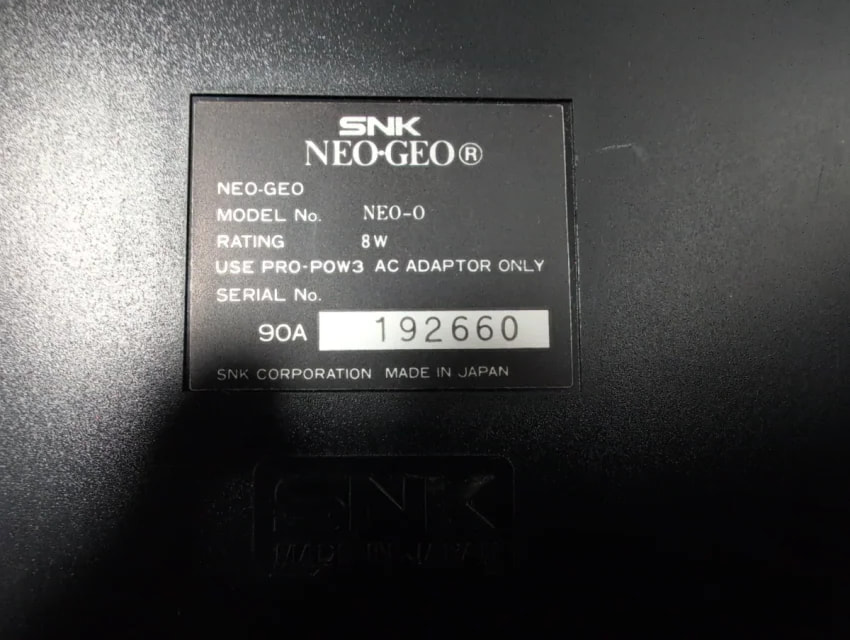 SNK
NEO·GEO®
NEO-GEO
MODEL No. NEO-O
RATING 8W
USE PRO-POW3 AC ADAPTOR ONLY
SERIAL No.
90A 192660
SNK CORPORATION MADE IN JAPAN
SNK
MADE IN JAPAN